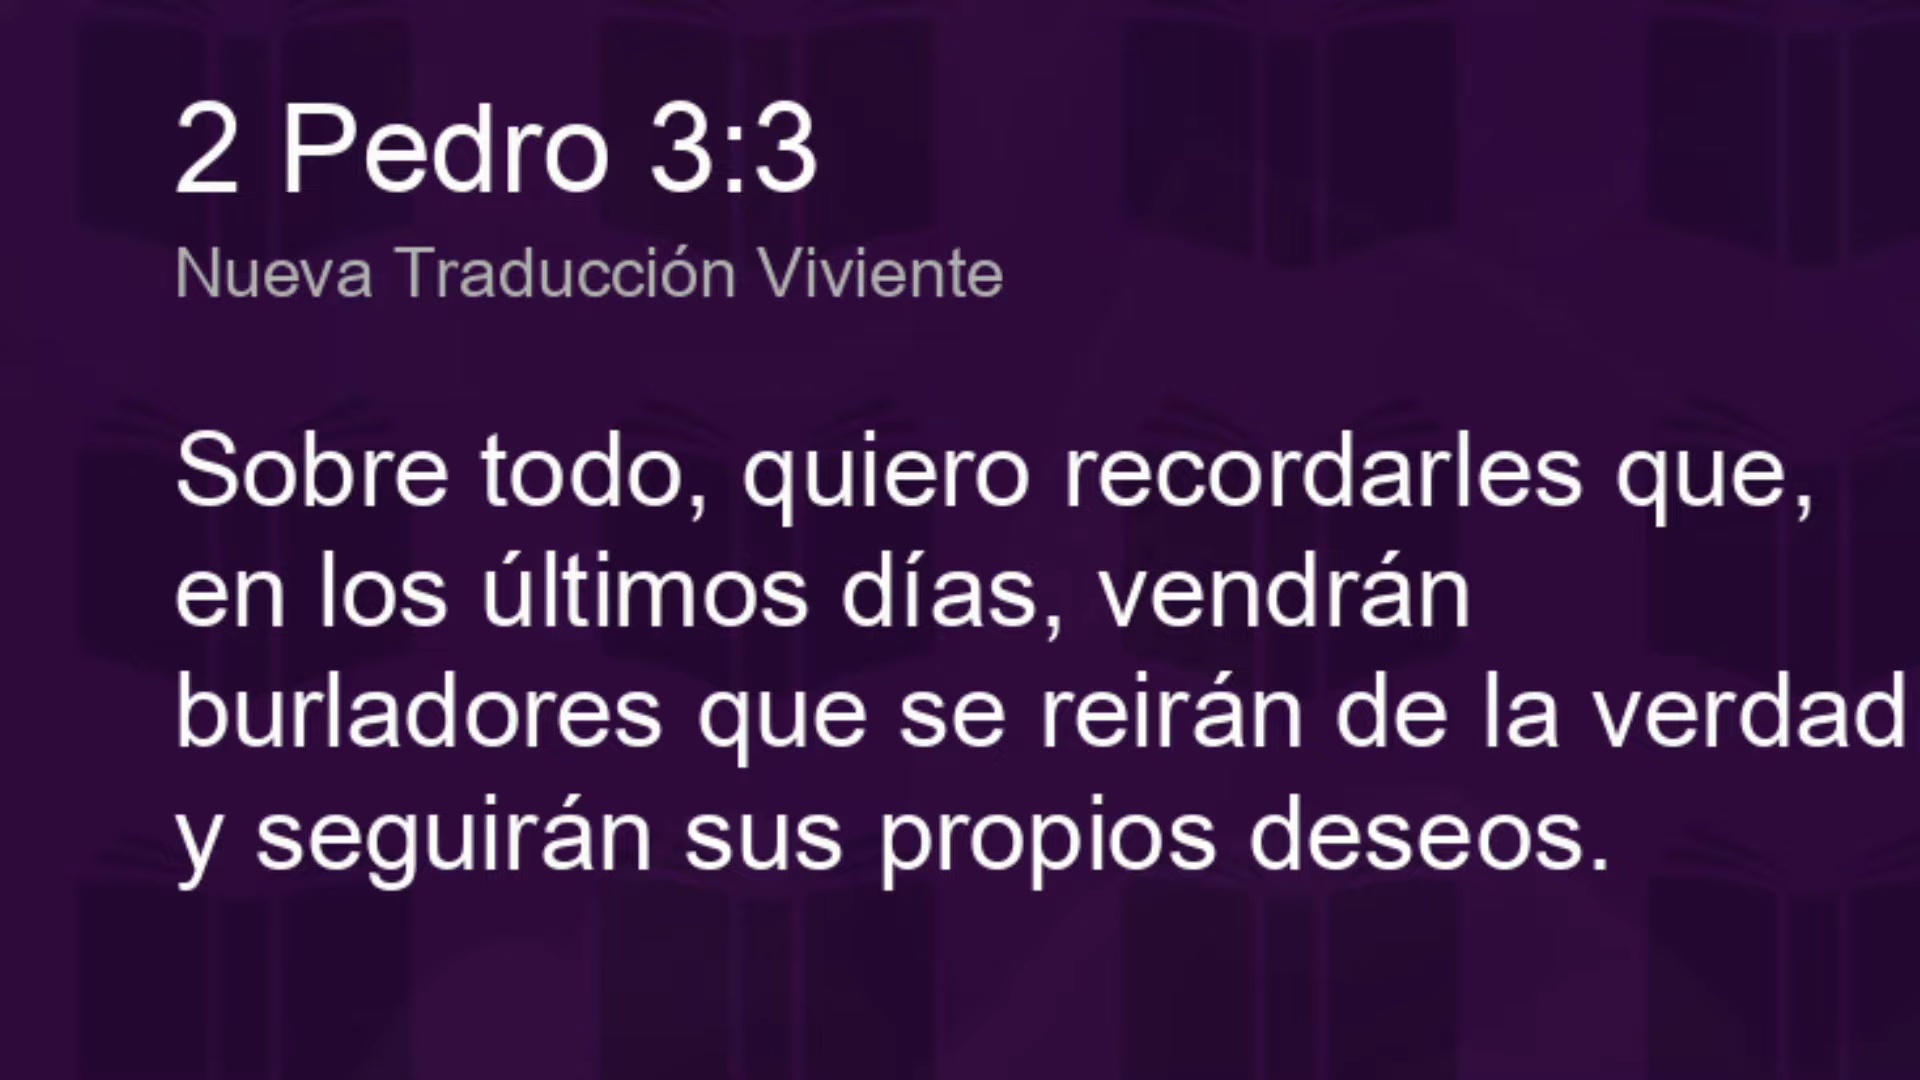 2 Pedro 3:3
Nueva Traducción Viviente
Sobre todo, quiero recordarles que,
en los últimos días, vendrán
burladores que se reirán de la verdad
y seguirán sus propios deseos.